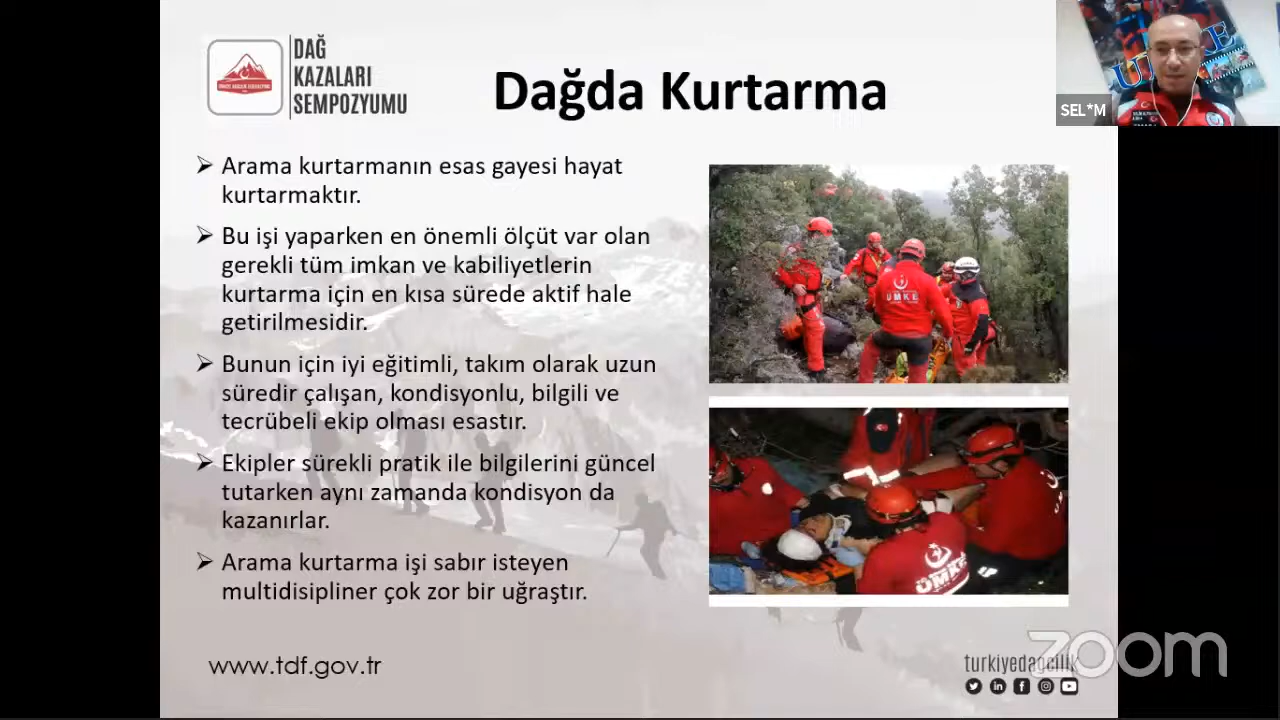 DAĞ
KAZALARI
SEMPOZYUMU
Dağda Kurtarma
SEL*M
➢ Arama kurtarmanın esas gayesi hayat
kurtarmaktır.
➢ Bu işi yaparken en önemli ölçüt var olan
gerekli tüm imkan ve kabiliyetlerin
kurtarma için en kısa sürede aktif hale
getirilmesidir.
➢ Bunun için iyi eğitimli, takım olarak uzun
süredir çalışan, kondisyonlu, bilgili ve
tecrübeli ekip olması esastır.
➢ Ekipler sürekli pratik ile bilgilerini güncel
tutarken aynı zamanda kondisyon da
kazanırlar.
➢ Arama kurtarma işi sabır isteyen
multidisipliner çok zor bir uğraştır.
UMKE
UMKE
ÜMKE
www.tdf.gov.tr
turkiyedagcilik
zoom